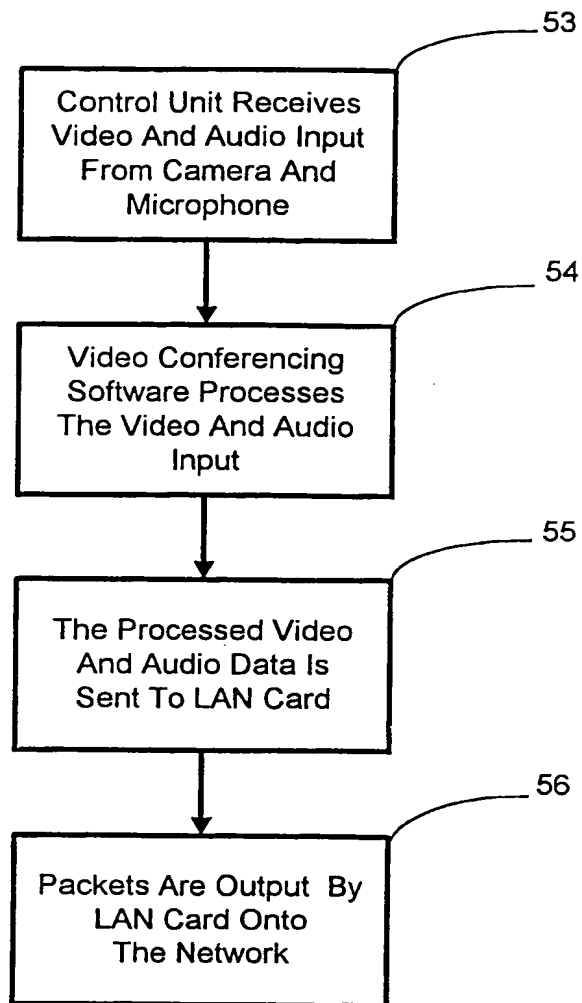 53
Control Unit Receives
Video And Audio Input
From Camera And
Microphone
54
Video Conferencing
Software Processes
The Video And Audio
Input
55
The Processed Video
And Audio Data Is
Sent To LAN Card
56
Packets Are Output By
LAN Card Onto
The Network